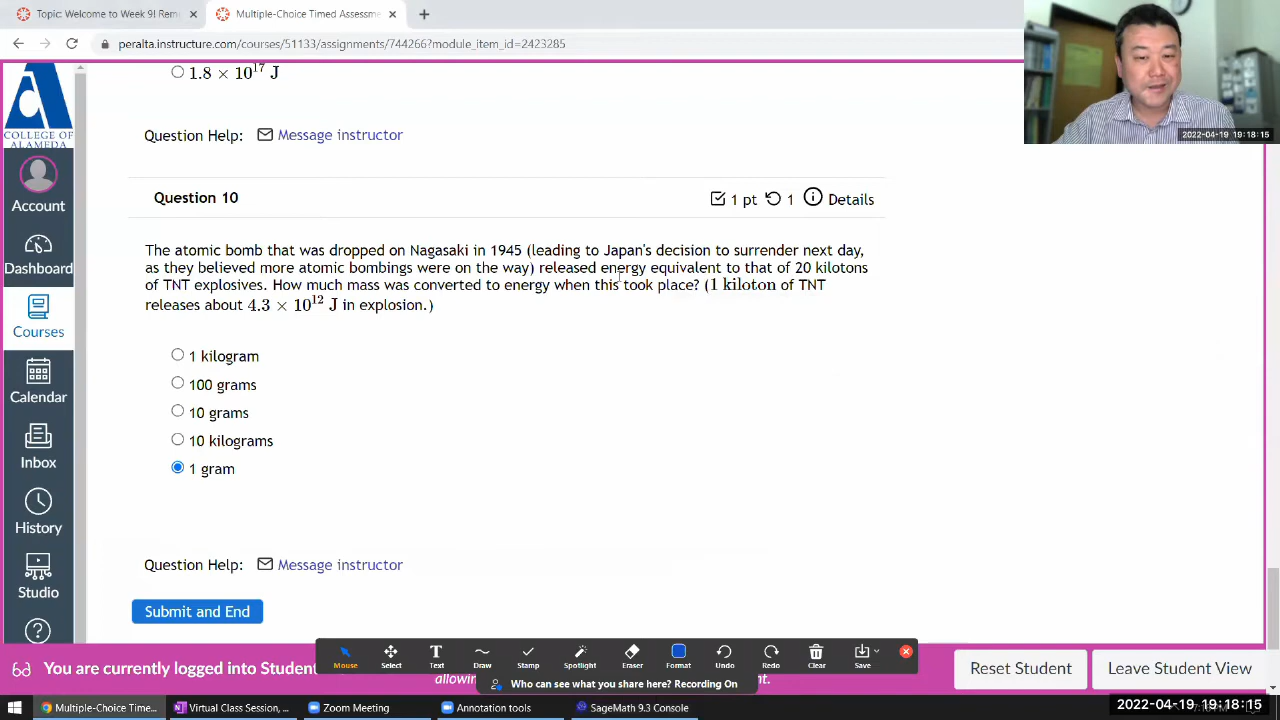 Topic: Welcome to Week 9! Rem
Multiple-Choice Timed Assessme
peralta.instructure.com/courses/51133/assignments/744266?module_item_id=2423285
2022-04-19 19:18:15
COLLEGE OF
ALAMEDA
Account
Dashboard
Courses
Calendar
Inbox
History
Studio
1.8 × 10^17 J
Question Help: Message instructor
Question 10
1 pt 1 Details
The atomic bomb that was dropped on Nagasaki in 1945 (leading to Japan's decision to surrender next day,
as they believed more atomic bombings were on the way) released energy equivalent to that of 20 kilotons
of TNT explosives. How much mass was converted to energy when this took place? (1 kiloton of TNT
releases about 4.3 × 10^12 J in explosion.)
1 kilogram
100 grams
10 grams
10 kilograms
1 gram
Question Help: Message instructor
Submit and End
Mouse Select Text Draw Stamp Spotlight Eraser Format Undo Redo Clear Save
You are currently logged into Student
allowing
Who can see what you share here? Recording On
Reset Student
Leave Student View
Multiple-Choice Time...
Virtual Class Session, ...
Zoom Meeting
Annotation tools
SageMath 9.3 Console
2022-04-19 19:18:15